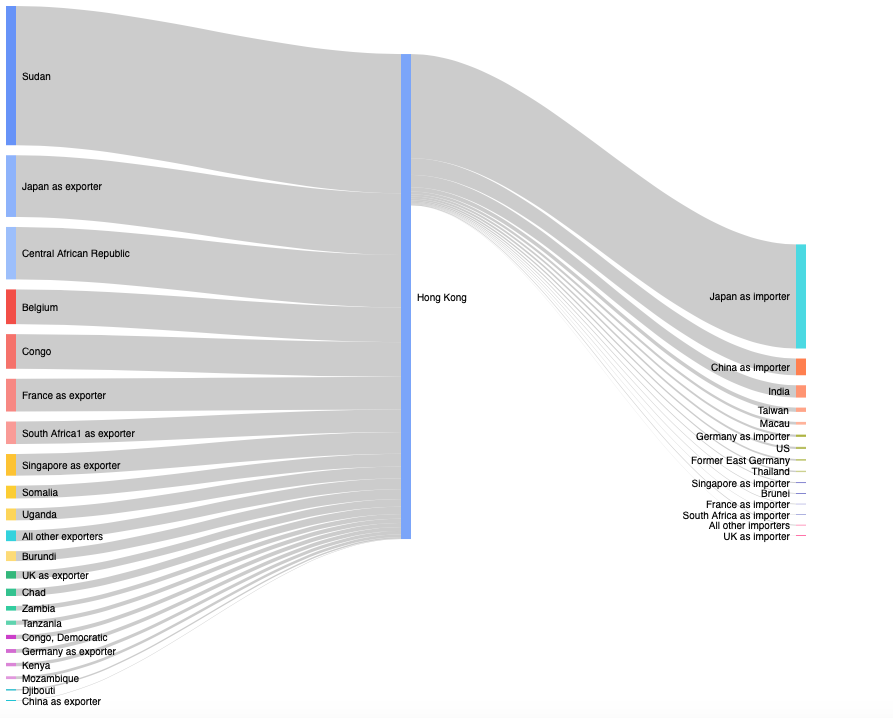 Sudan
Japan as exporter
Central African Republic
Belgium
Congo
France as exporter
South Africa1 as exporter
Singapore as exporter
Somalia
Uganda
All other exporters
Burundi
UK as exporter
Chad
Zambia
Tanzania
Congo, Democratic
Germany as exporter
Kenya
Mozambique
Djibouti
China as exporter
Hong Kong
Japan as importer
China as importer
India
Taiwan
Macau
Germany as importer
US
Former East Germany
Thailand
Singapore as importer
Brunei
France as importer
South Africa as importer
All other importers
UK as importer